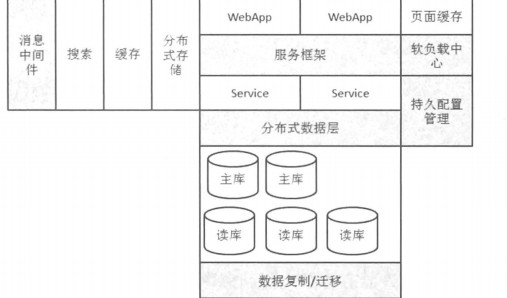 消息
中间
件
搜索
缓存
分布
式存
储
WebApp
WebApp
服务框架
Service
Service
分布式数据层
主库
主库
读库
读库
读库
数据复制/迁移
页面缓存
软负载中
心
持久配置
管理